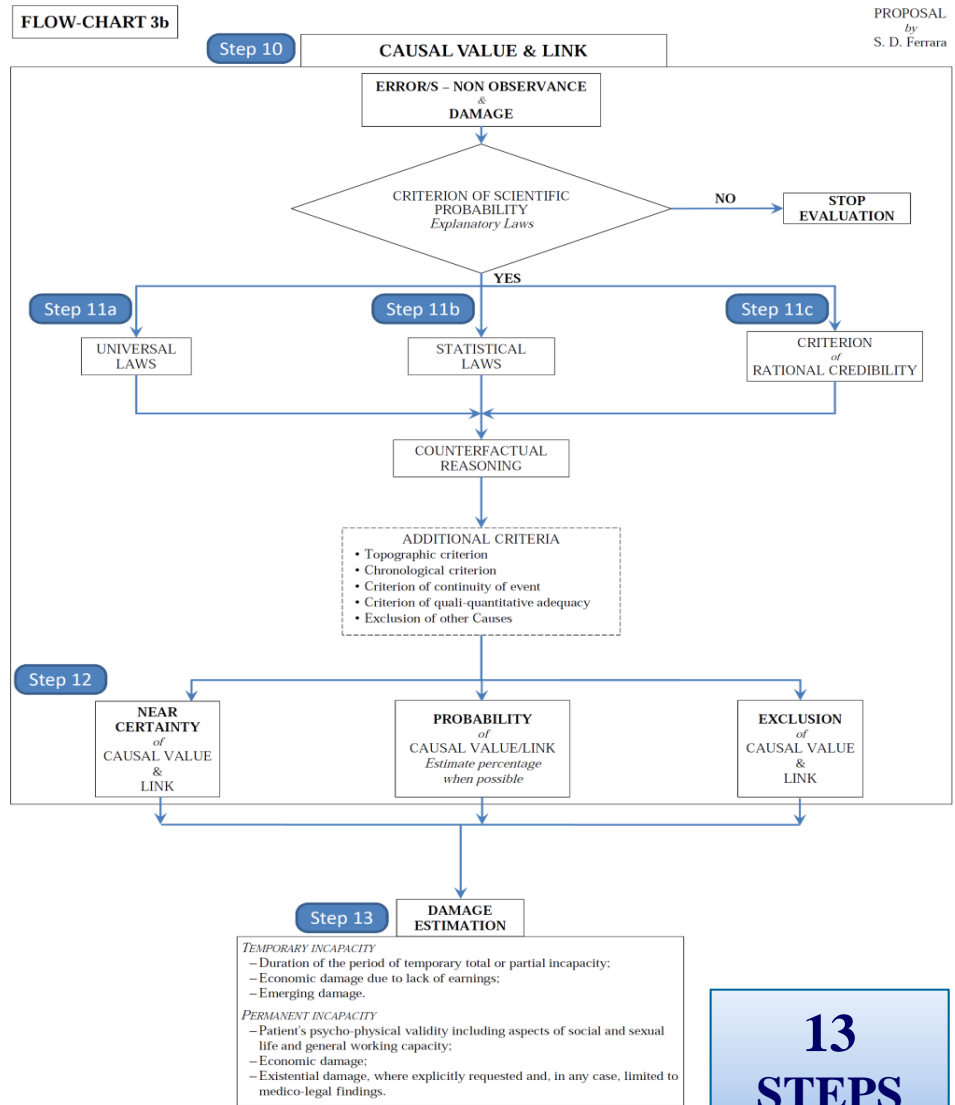 FLOW-CHART 3b
PROPOSAL
by
S. D. Ferrara
Step 10
CAUSAL VALUE & LINK
ERROR/S – NON OBSERVANCE
&
DAMAGE
CRITERION OF SCIENTIFIC
PROBABILITY
Explanatory Laws
NO
STOP
EVALUATION
YES
Step 11a
UNIVERSAL
LAWS
Step 11b
STATISTICAL
LAWS
Step 11c
CRITERION
of
RATIONAL CREDIBILITY
COUNTERFACTUAL
REASONING
ADDITIONAL CRITERIA
• Topographic criterion
• Chronological criterion
• Criterion of continuity of event
• Criterion of quali-quantitative adequacy
• Exclusion of other Causes
Step 12
NEAR
CERTAINTY
of
CAUSAL VALUE
&
LINK
PROBABILITY
of
CAUSAL VALUE/LINK
Estimate percentage
when possible
EXCLUSION
of
CAUSAL VALUE
&
LINK
Step 13
DAMAGE
ESTIMATION
TEMPORARY INCAPACITY
– Duration of the period of temporary total or partial incapacity;
– Economic damage due to lack of earnings;
– Emerging damage.
PERMANENT INCAPACITY
– Patient's psycho-physical validity including aspects of social and sexual
life and general working capacity;
– Economic damage;
– Existential damage, where explicitly requested and, in any case, limited to
medico-legal findings.
13
STEPS